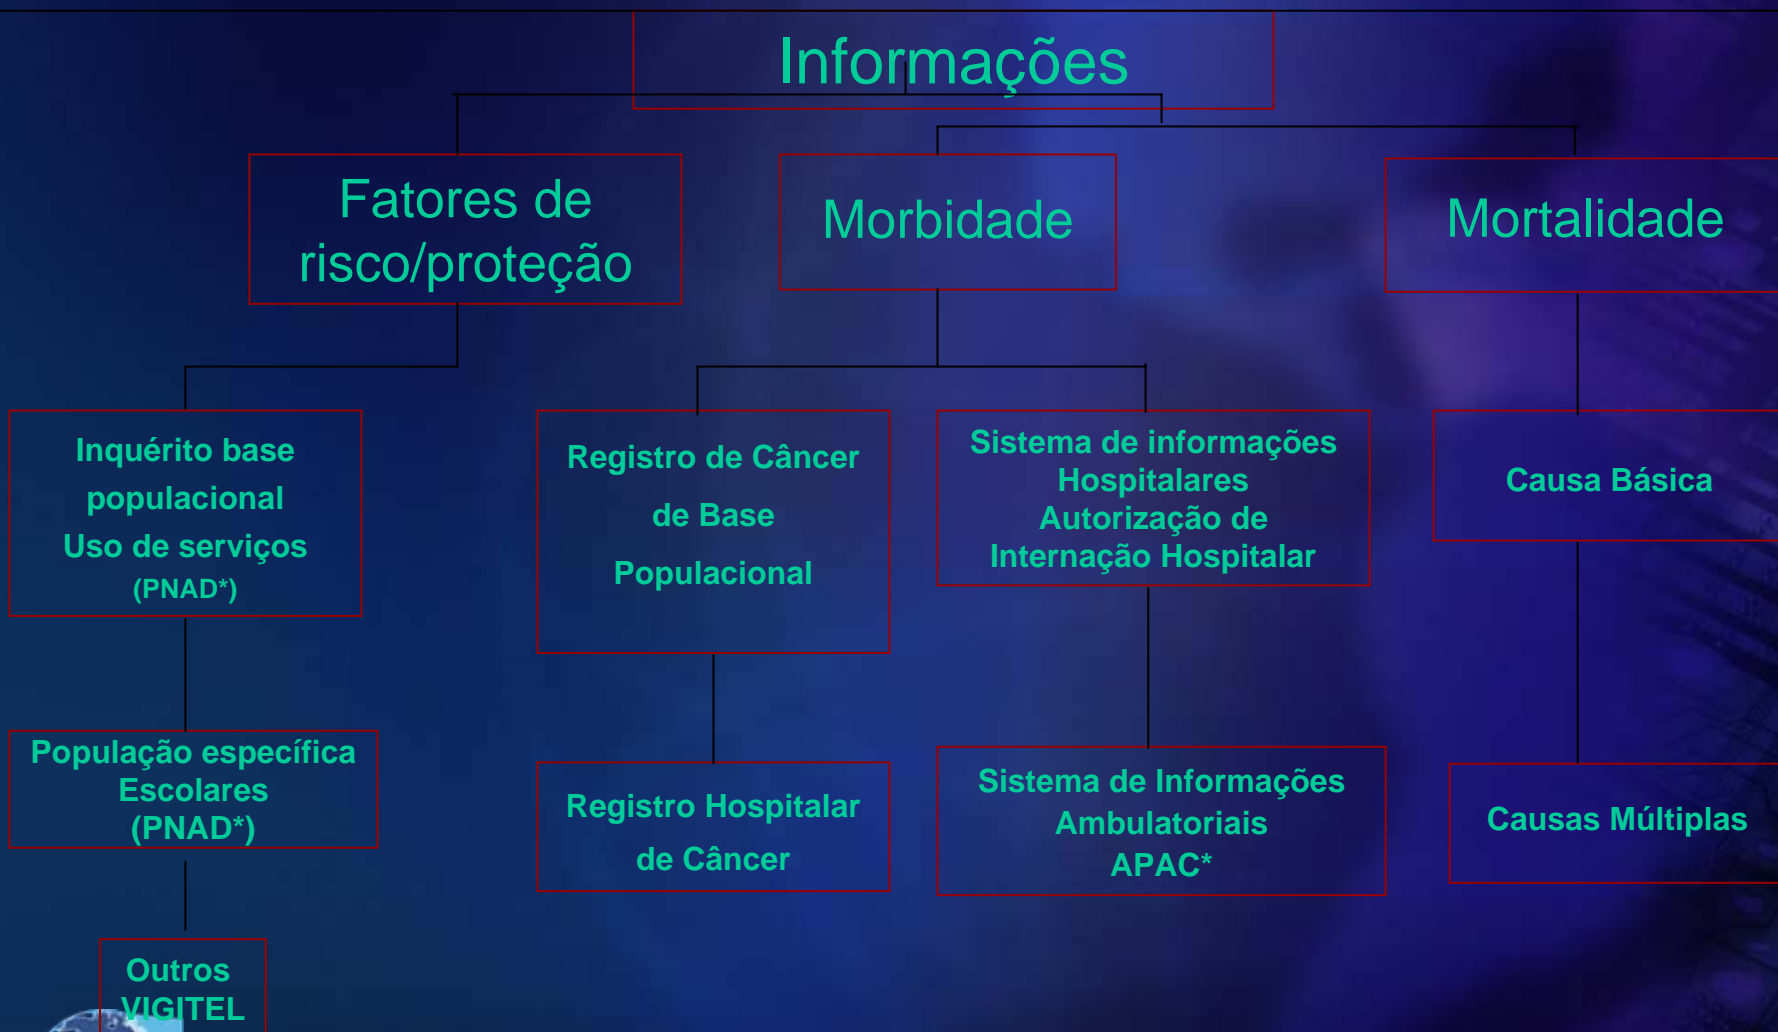 Informações
Fatores de
risco/proteção
Morbidade
Mortalidade
Inquérito base
populacional
Uso de serviços
(PNAD*)
População específica
Escolares
(PNAD*)
Outros
VIGITEL
Registro de Câncer
de Base
Populacional
Registro Hospitalar
de Câncer
Sistema de informações
Hospitalares
Autorização de
Internação Hospitalar
Sistema de Informações
Ambulatoriais
APAC*
Causa Básica
Causas Múltiplas